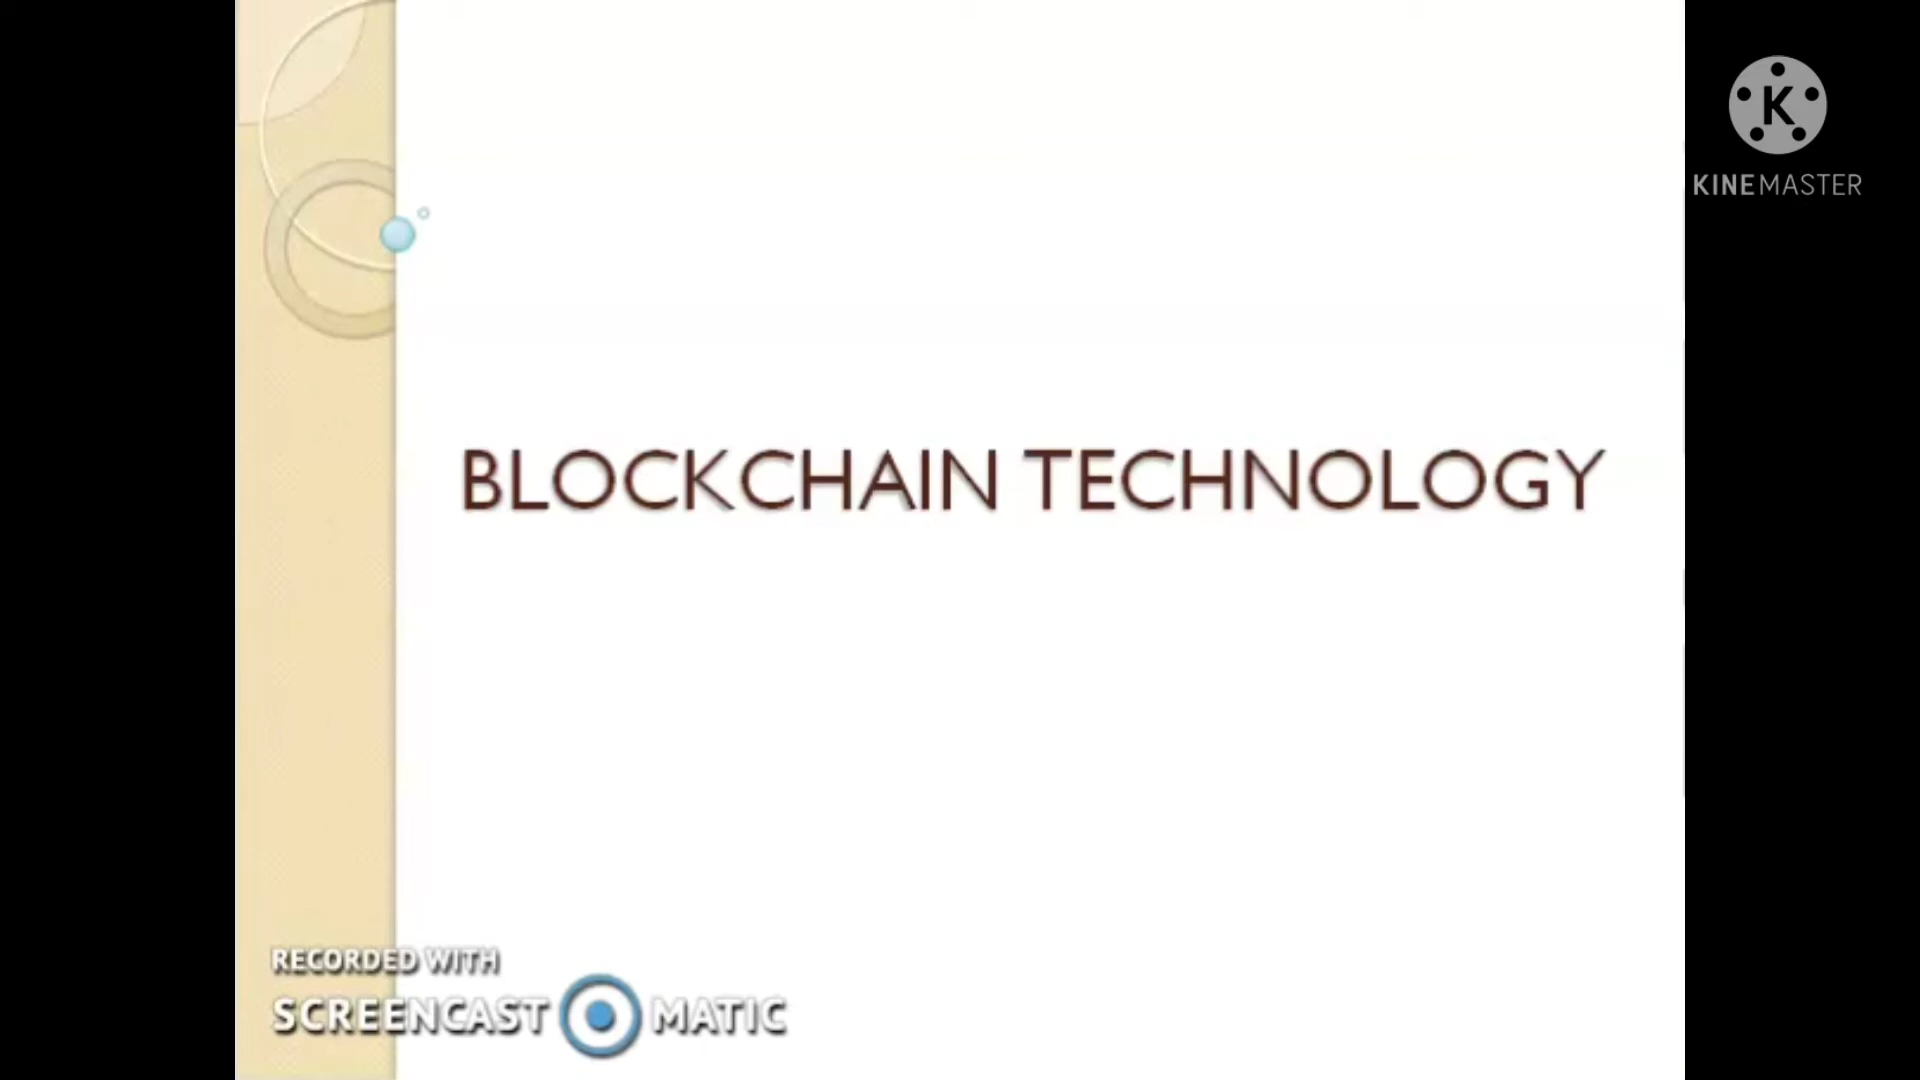 K
KINEMASTER
BLOCKCHAIN TECHNOLOGY
RECORDED WITH
SCREENCAST MATIC